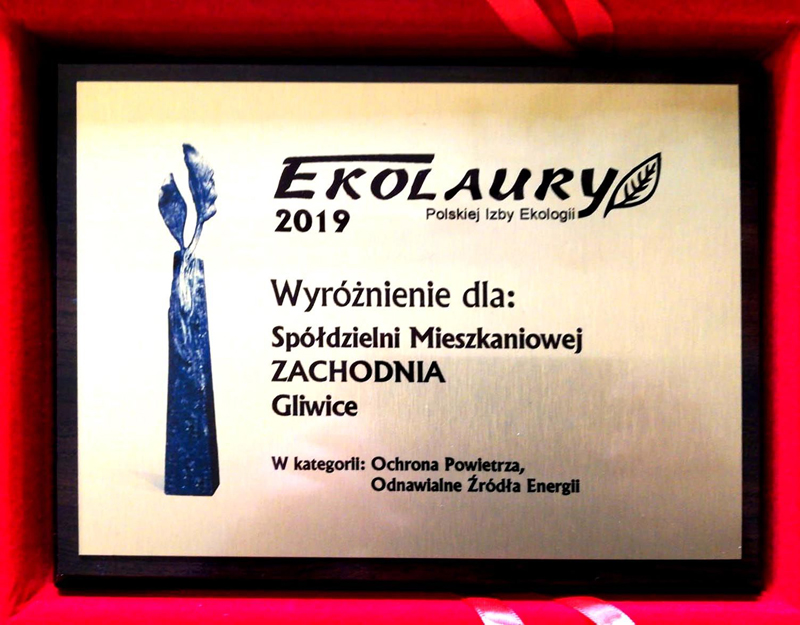 EKOLAURY
2019 Polskiej Izby Ekologii
Wyróżnienie dla:
Spółdzielni Mieszkaniowej
ZACHODNIA
Gliwice
W kategorii: Ochrona Powietrza,
Odnawialne Źródła Energii